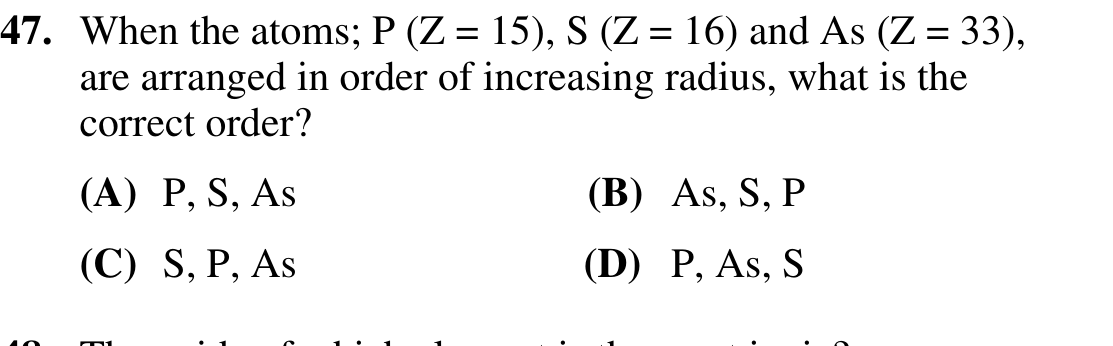 47. When the atoms; P (Z = 15), S (Z = 16) and As (Z = 33),
are arranged in order of increasing radius, what is the
correct order?
(A) P, S, As (B) As, S, P
(C) S, P, As (D) P, As, S